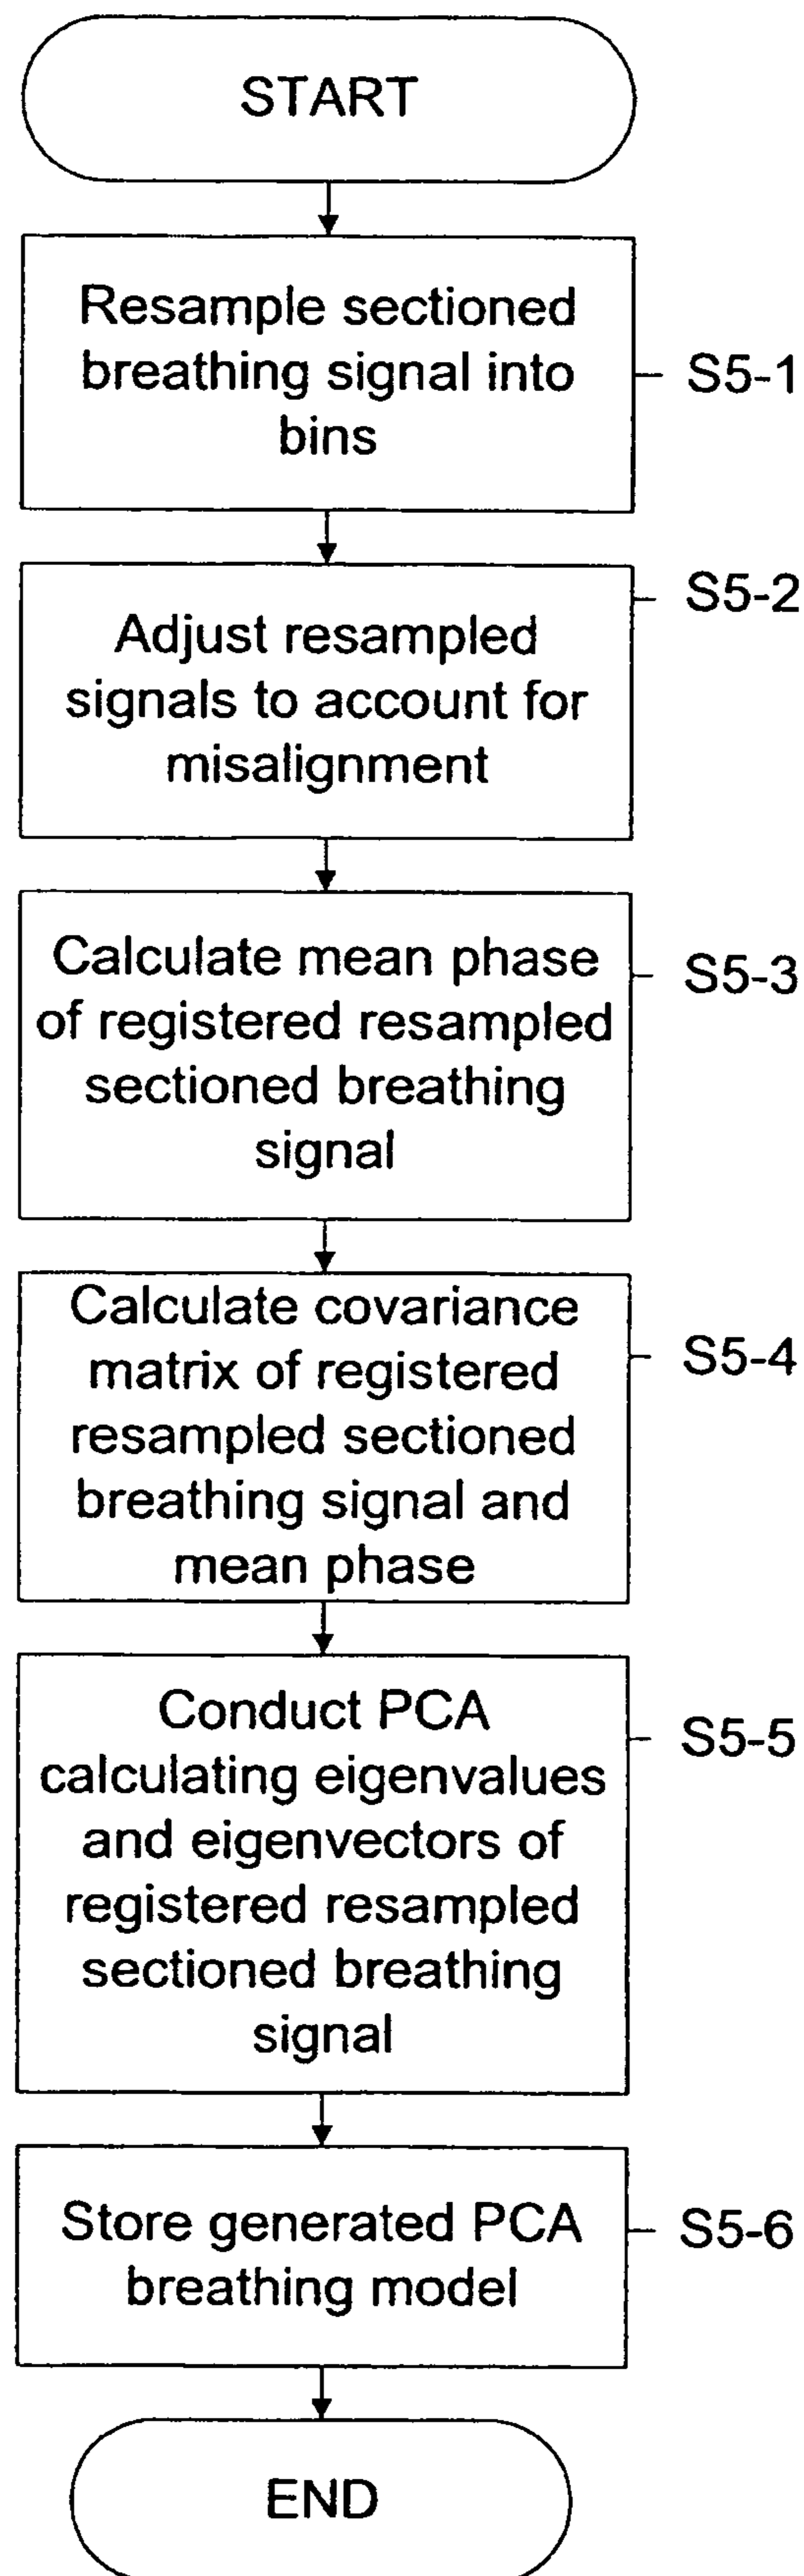 START
Resample sectioned
breathing signal into
bins
S5-1
Adjust resampled
signals to account for
misalignment
S5-2
Calculate mean phase
of registered resampled
sectioned breathing
signal
S5-3
Calculate covariance
matrix of registered
resampled sectioned
breathing signal and
mean phase
S5-4
Conduct PCA
calculating eigenvalues
and eigenvectors of
registered resampled
sectioned breathing
signal
S5-5
Store generated PCA
breathing model
S5-6
END